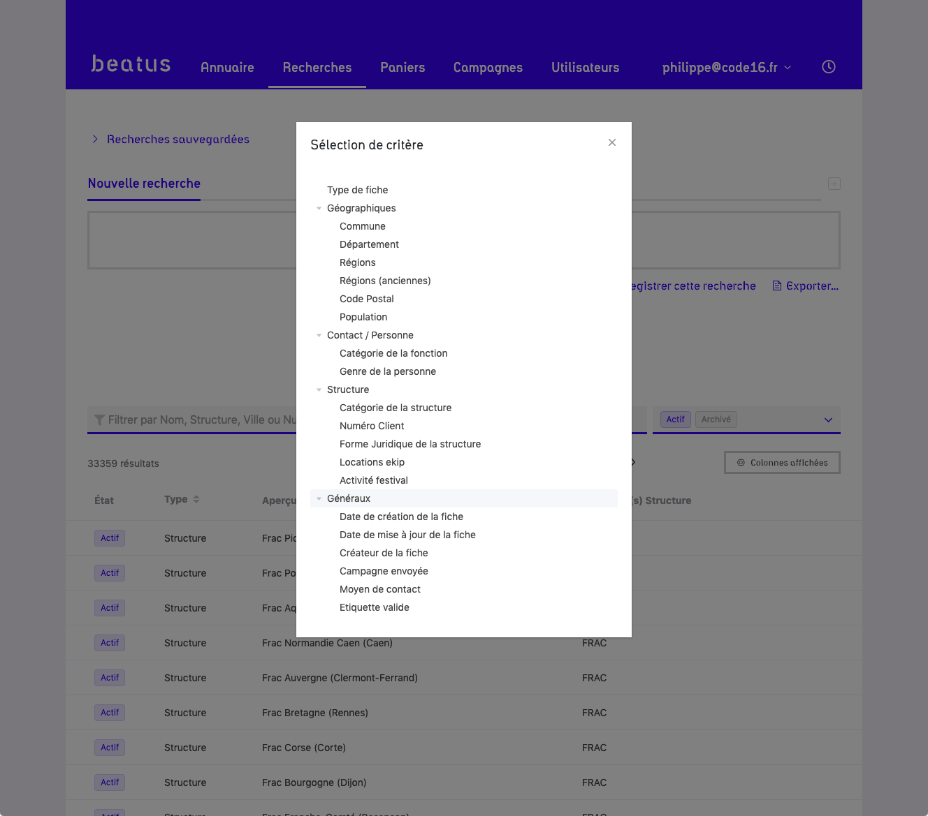 beatus Annuaire Recherches Paniers Campagnes Utilisateurs philippe@code16.fr
Recherches sauvegardées
Sélection de critère
Nouvelle recherche
Type de fiche
Géographiques
Commune
Département
Régions
Régions (anciennes)
Code Postal
Population
egistrer cette recherche Exporter...
Contact / Personne
Catégorie de la fonction
Genre de la personne
Structure
Catégorie de la structure
Numéro Client
Forme Juridique de la structure
Locations ekip
Activité festival
Filtrer par Nom, Structure, Ville ou Nu
Actif Archivé
33359 résultats
Colonnes affichées
Généraux
Date de création de la fiche
Date de mise à jour de la fiche
Créateur de la fiche
Campagne envoyée
Moyen de contact
Etiquette valide
État Type Aperçu (s) Structure
Actif Structure Frac Pic
Actif Structure Frac Po
Actif Structure Frac Aq
Actif Structure Frac Normandie Caen (Caen) FRAC
Actif Structure Frac Auvergne (Clermont-Ferrand) FRAC
Actif Structure Frac Bretagne (Rennes) FRAC
Actif Structure Frac Corse (Corte) FRAC
Actif Structure Frac Bourgogne (Dijon) FRAC